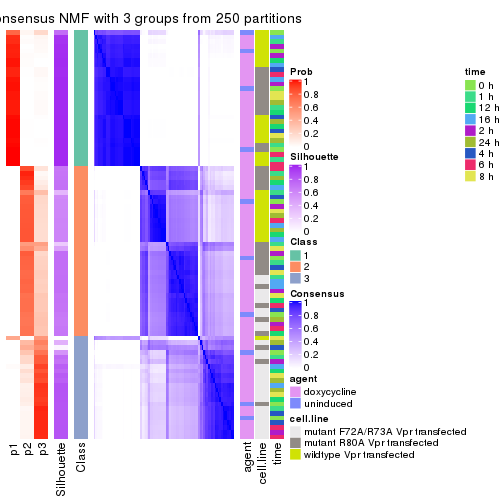 onsensus NMF with 3 groups from 250 partitions
Prob
1
0.8
0.6
0.4
0.2
0
Silhouette
1
0.8
0.6
0.4
0.2
0
Class
1
2
3
Consensus
1
0.8
0.6
0.4
0.2
0
agent
doxycycline
uninduced
cell.line
mutant F72A/R73A Vpr transfected
mutant R80A Vpr transfected
wildtype Vpr transfected
time
0 h
1 h
12 h
16 h
2 h
24 h
4 h
6 h
8 h
p1
p2
p3
Silhouette
Class
agent
cell.line
time